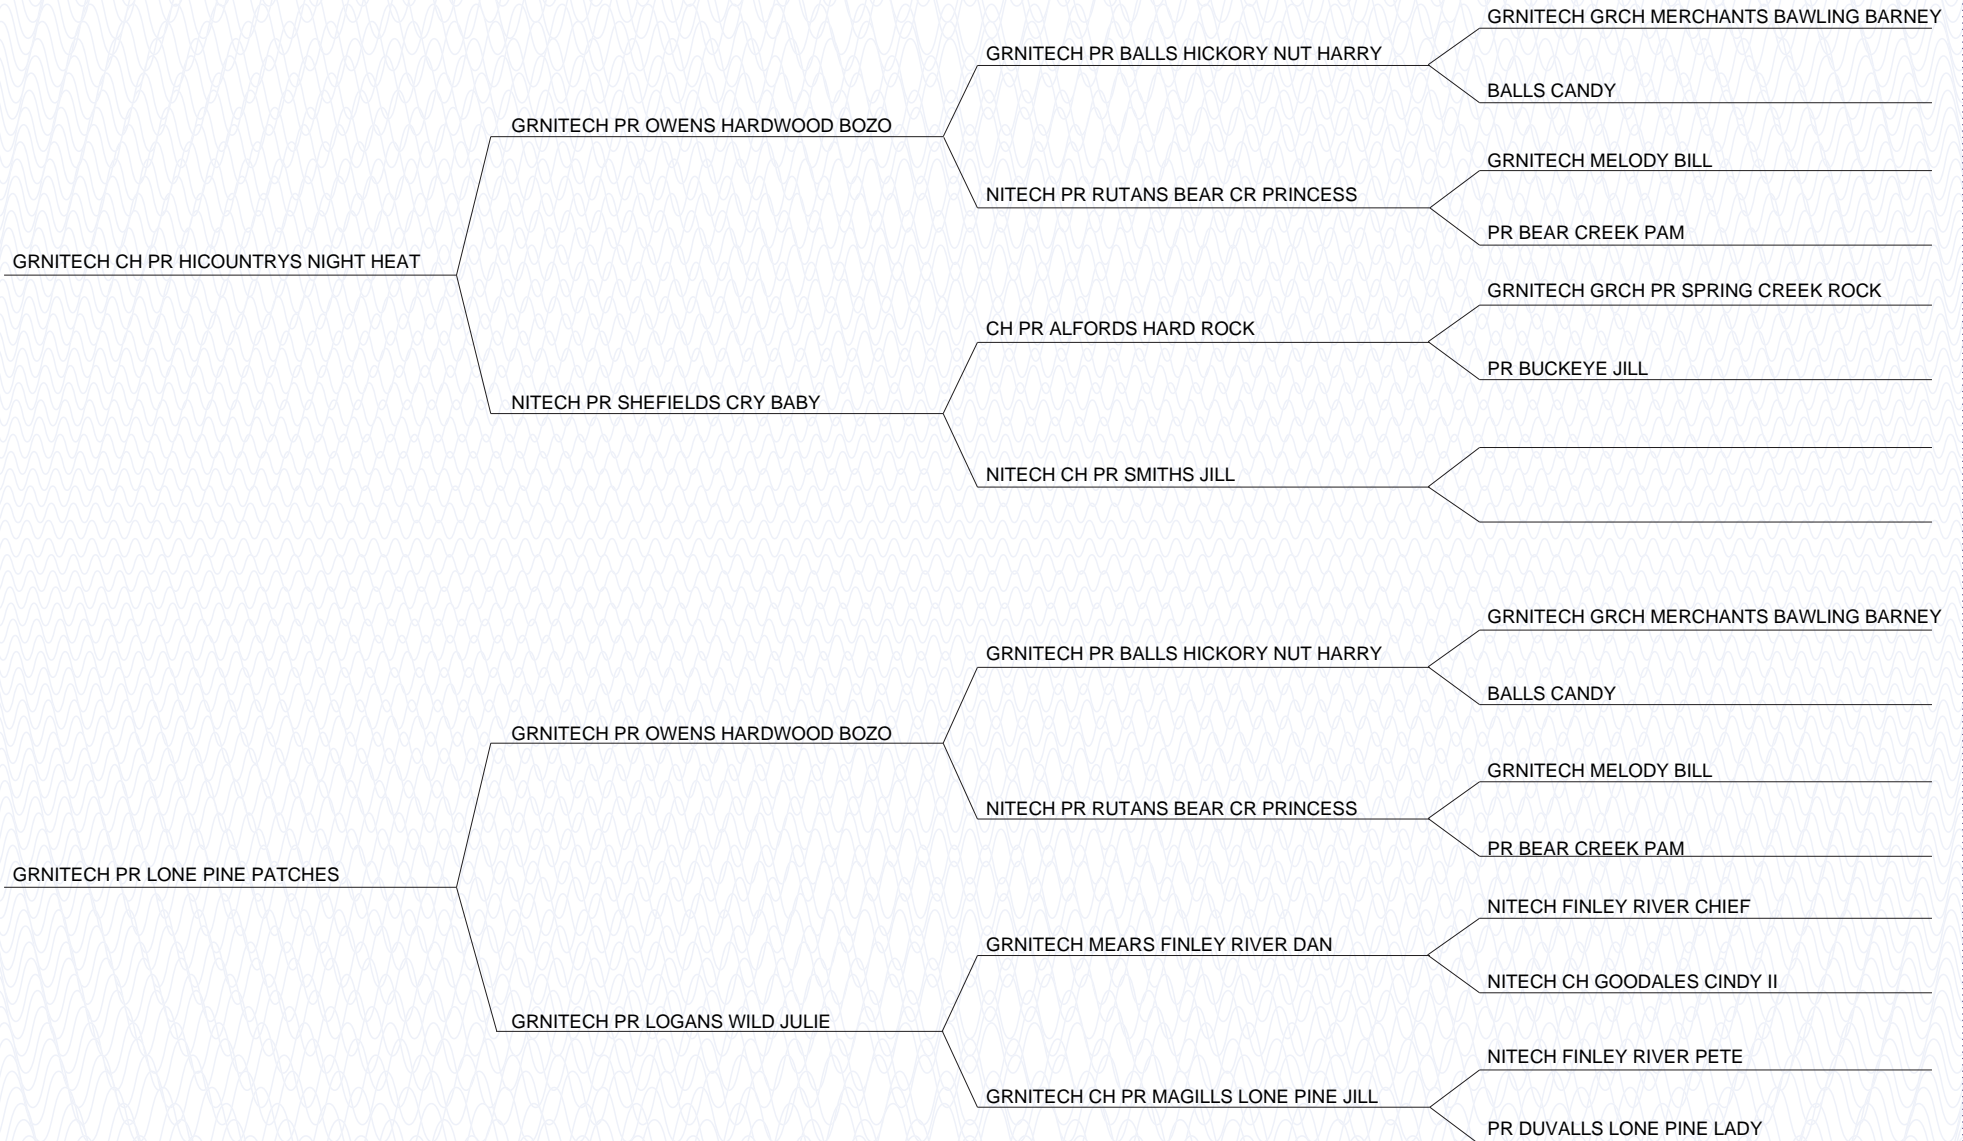 GRNITECH GRCH MERCHANTS BAWLING BARNEY
GRNITECH PR BALLS HICKORY NUT HARRY
BALLS CANDY
GRNITECH PR OWENS HARDWOOD BOZO
GRNITECH MELODY BILL
NITECH PR RUTANS BEAR CR PRINCESS
PR BEAR CREEK PAM
GRNITECH CH PR HICOUNTRYS NIGHT HEAT
GRNITECH GRCH PR SPRING CREEK ROCK
CH PR ALFORDS HARD ROCK
PR BUCKEYE JILL
NITECH PR SHEFIELDS CRY BABY
NITECH CH PR SMITHS JILL
GRNITECH GRCH MERCHANTS BAWLING BARNEY
GRNITECH PR BALLS HICKORY NUT HARRY
BALLS CANDY
GRNITECH PR OWENS HARDWOOD BOZO
GRNITECH MELODY BILL
NITECH PR RUTANS BEAR CR PRINCESS
PR BEAR CREEK PAM
GRNITECH PR LONE PINE PATCHES
NITECH FINLEY RIVER CHIEF
GRNITECH MEARS FINLEY RIVER DAN
NITECH CH GOODALES CINDY II
GRNITECH PR LOGANS WILD JULIE
NITECH FINLEY RIVER PETE
GRNITECH CH PR MAGILLS LONE PINE JILL
PR DUVALLS LONE PINE LADY